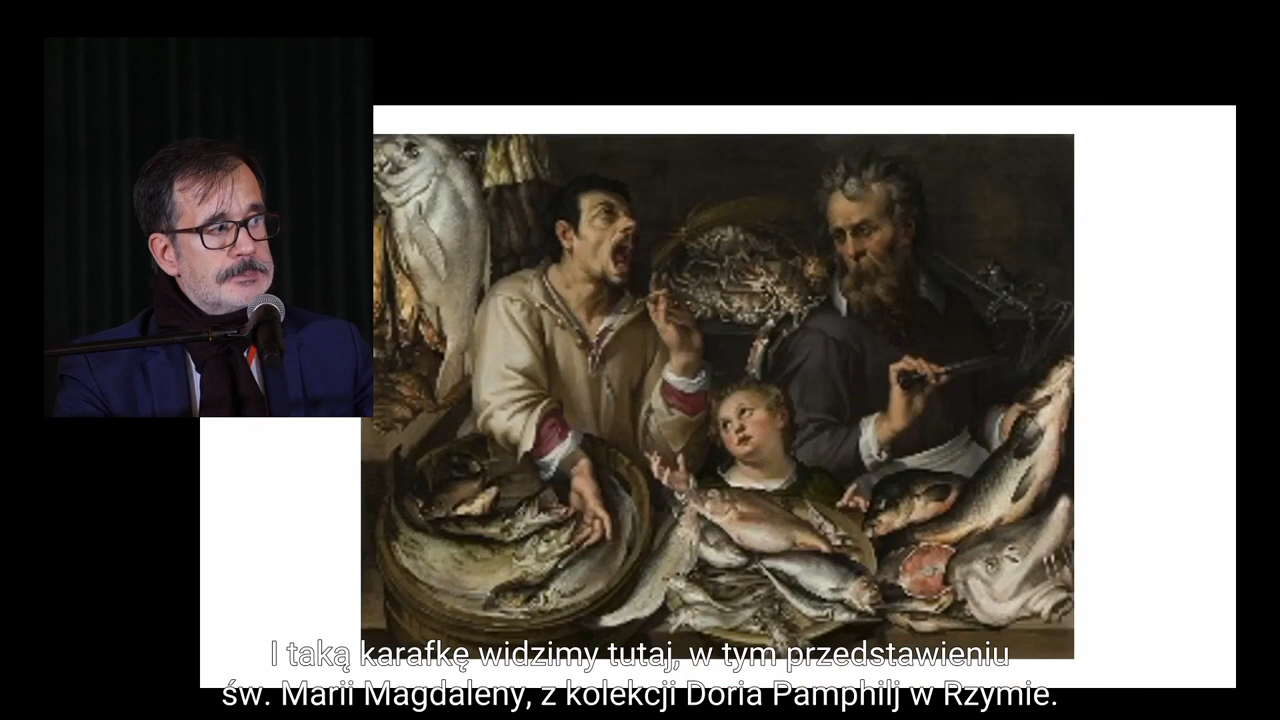 I taką karafkę widzimy tutaj, w tym przedstawieniu
św. Marii Magdaleny, z kolekcji Doria Pamphilj w Rzymie.